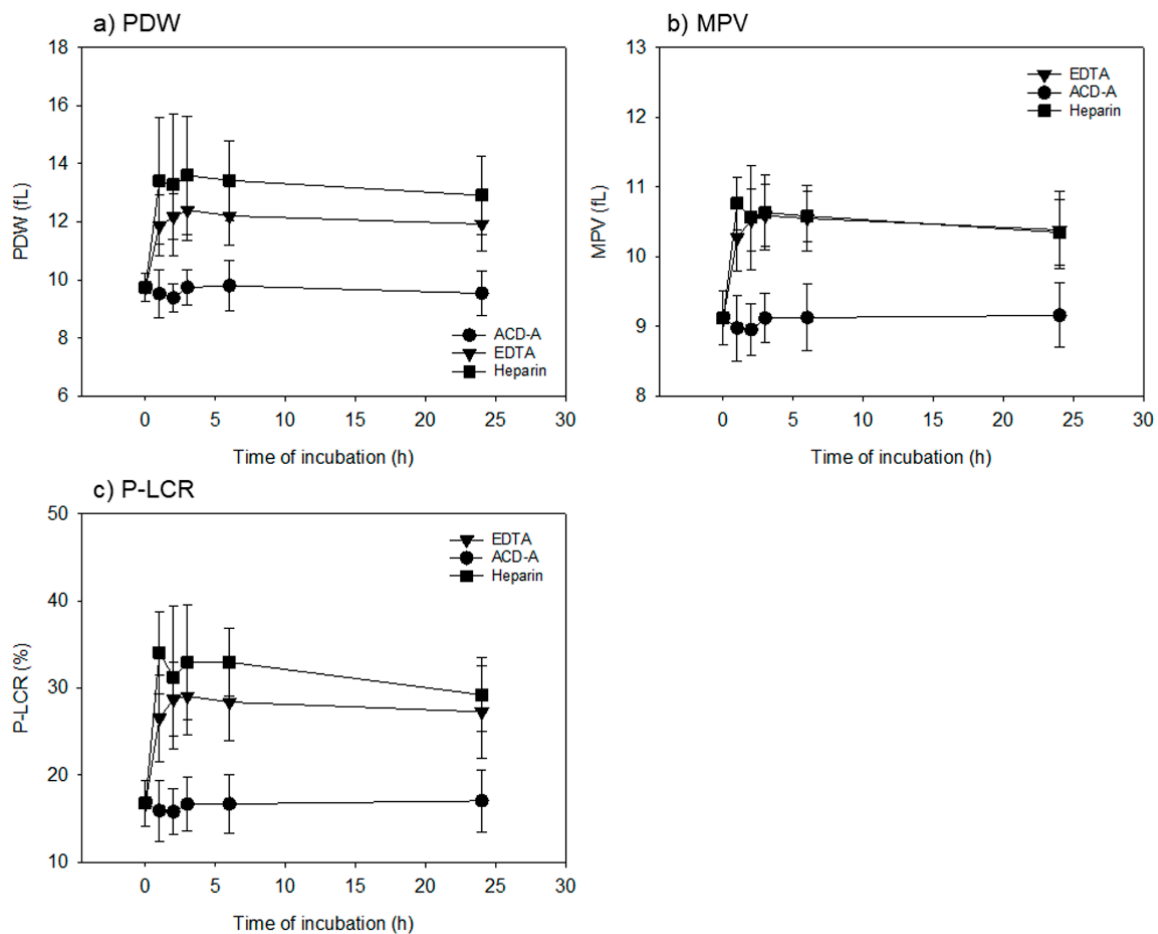 a) PDW
18
16
14
12
10
8
6
PDW (fL)
ACD-A
EDTA
Heparin
0 5 10 15 20 25 30
Time of incubation (h)
b) MPV
13
12
11
10
9
8
MPV (fL)
EDTA
ACD-A
Heparin
0 5 10 15 20 25 30
Time of incubation (h)
c) P-LCR
50
40
30
20
10
P-LCR (%)
EDTA
ACD-A
Heparin
0 5 10 15 20 25 30
Time of incubation (h)